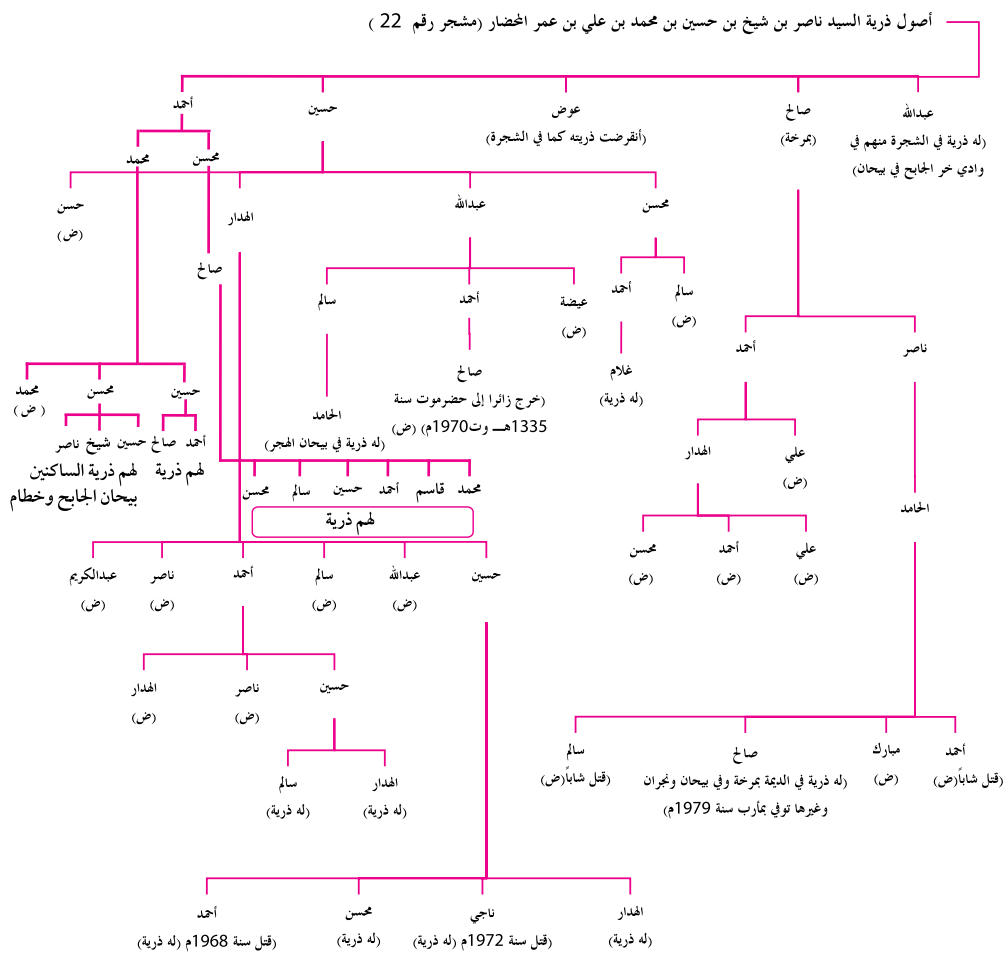 أصول ذرية السيد ناصر بن شيخ بن حسين بن محمد بن علي بن عمر المحضار (مشجر رقم 22 )
عبدالله
(له ذرية في الشجرة منهم في
وادي خر الجابح في بيحان)
صالح
(بمرخة)
عوض
(أنقرضت ذريته كما في الشجرة)
حسين
أحمد
محسن
محمد
محسن
عبدالله
الهدار
حسن
(ض)
صالح
سالم
(ض)
أحمد
غلام
(له ذرية)
عيضة
(ض)
أحمد
صالح
(خرج زائرا إلى حضرموت سنة
1335هــ وت1970م) (ض)
سالم
الحامد
(له ذرية في بيحان الهجر)
ناصر
أحمد
حسين
محسن
محمد
(ض)
أحمد
صالح
لهم ذرية
حسين
شيخ
ناصر
لهم ذرية الساكنين
بيحان الجابح وخطام
علي
(ض)
الهدار
الحامد
محمد
قاسم
أحمد
حسين
سالم
محسن
لهم ذرية
علي
(ض)
أحمد
(ض)
محسن
(ض)
حسين
عبدالله
(ض)
سالم
(ض)
أحمد
ناصر
(ض)
عبدالكريم
(ض)
حسين
ناصر
(ض)
الهدار
(ض)
أحمد
(قتل شاباً(ض)
مبارك
(ض)
صالح
(له ذرية في الديمة بمرخة وفي بيحان ونجران
وغيرها توفي بمأرب سنة 1979م)
سالم
(قتل شاباً(ض)
الهدار
(له ذرية)
سالم
(له ذرية)
الهدار
(له ذرية)
ناجي
(قتل سنة 1972م (له ذرية)
محسن
(له ذرية)
أحمد
(قتل سنة 1968م (له ذرية)